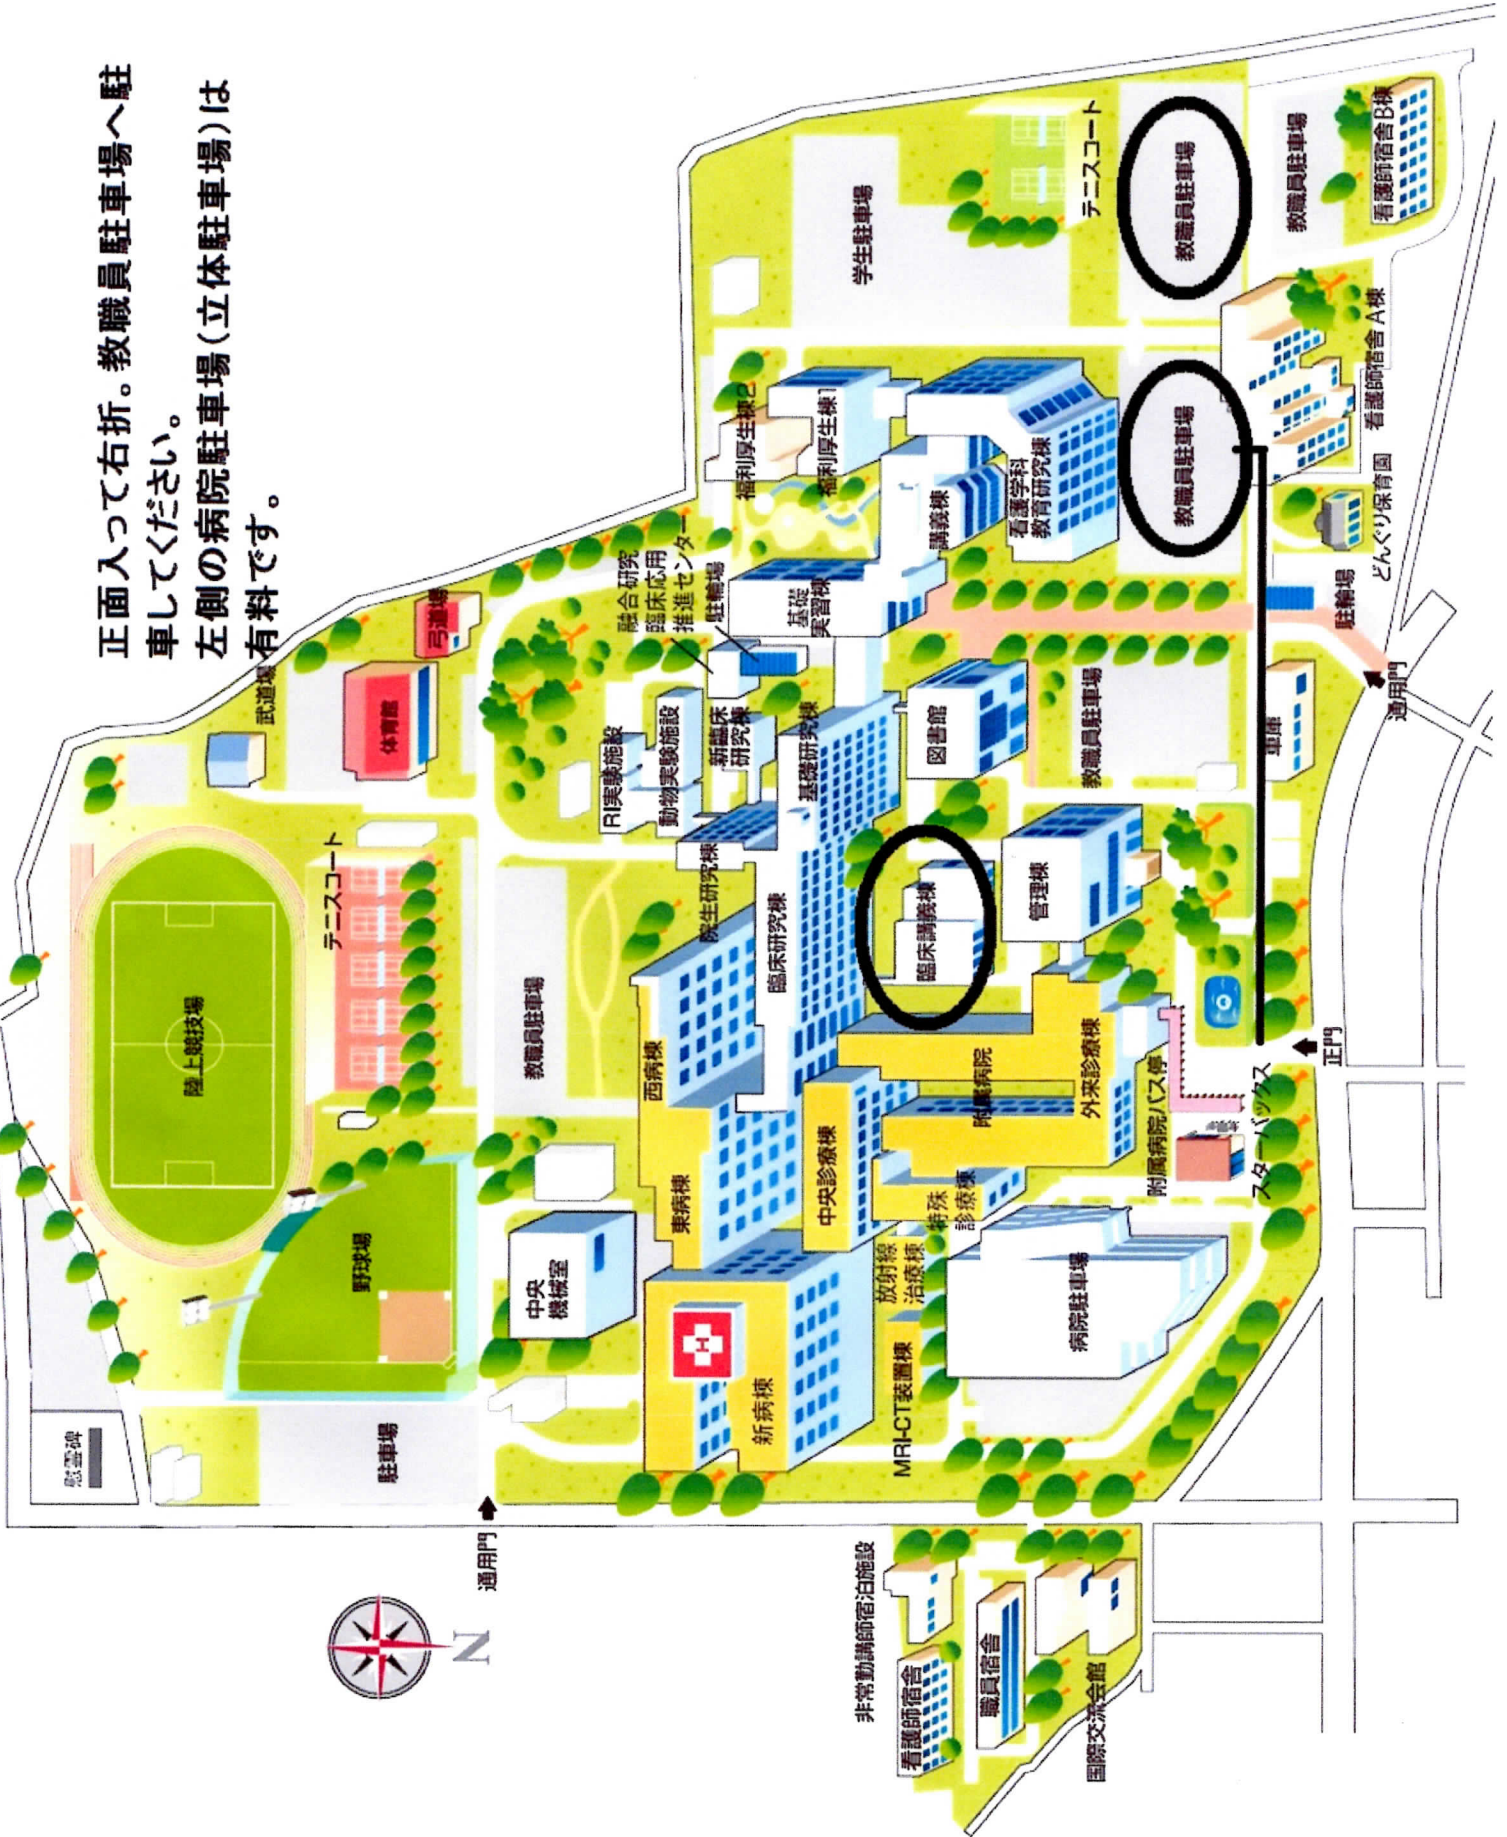 正面入って右折。教職員駐車場へ駐
車してください。
左側の病院駐車場(立体駐車場)は
有料です。
慰霊碑
駐車場
通用門
N
陸上競技場
野球場
テニスコート
武道場
体育館
弓道場
教職員駐車場
中央
機械室
西病棟
東病棟
新病棟
H
中央診療棟
放射線
治療棟
MRI-CT装置棟
特殊
診療棟
附属病院
外来診療棟
病院駐車場
附属病院バス停
スターバックス
正門
院生研究棟
臨床研究棟
基礎研究棟
RI実験施設
動物実験施設
新臨床
研究棟
融合研究
臨床応用
推進センター
駐輪場
基礎
実習棟
臨床講義棟
管理棟
図書館
教職員駐車場
車庫
通用門
駐輪場
どんぐり保育園
福利厚生棟2
福利厚生棟1
講義棟
看護学科
教育研究棟
教職員駐車場
看護師宿舎A棟
学生駐車場
テニスコート
教職員駐車場
教職員駐車場
看護師宿舎B棟
非常勤講師宿泊施設
看護師宿舎
職員宿舎
国際交流会館